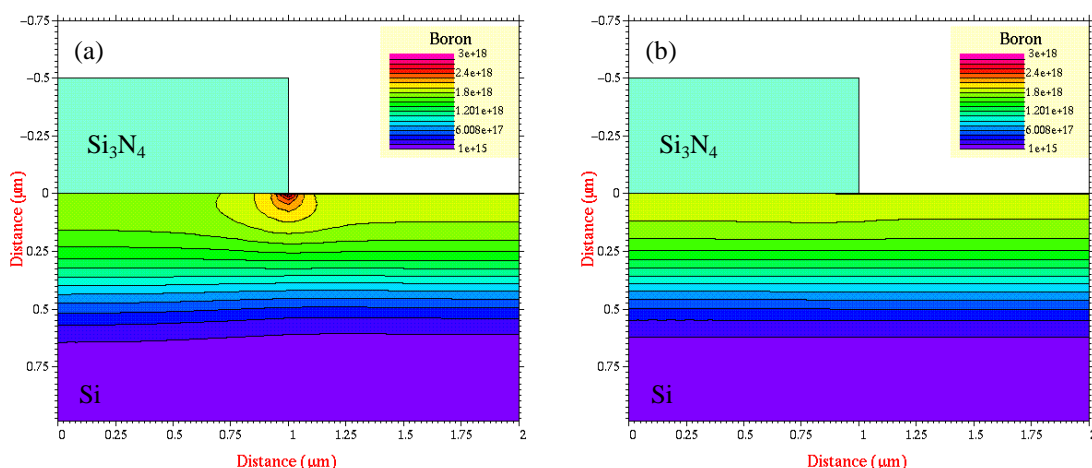 (a)
Boron
3e+18
2.4e+18
1.8e+18
1.201e+18
6.008e+17
1e+15
Si₃N₄
Si
−0.75
−0.5
−0.25
0
0.25
0.5
0.75
Distance (μm)
0 0.25 0.5 0.75 1 1.25 1.5 1.75 2
Distance (μm)
(b)
Boron
3e+18
2.4e+18
1.8e+18
1.201e+18
6.008e+17
1e+15
Si₃N₄
Si
−0.75
−0.5
−0.25
0
0.25
0.5
0.75
Distance (μm)
0 0.25 0.5 0.75 1 1.25 1.5 1.75 2
Distance (μm)